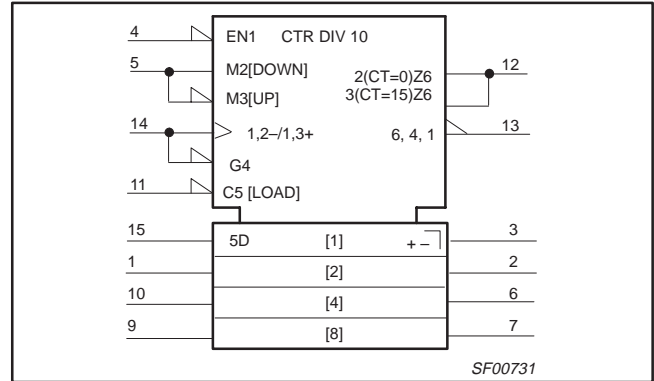 4 EN1 CTR DIV 10
5 M2[DOWN] 2(CT=0)Z6 12
M3[UP] 3(CT=15)Z6
14 1,2–/1,3+ 6, 4, 1 13
G4
11 C5 [LOAD]
15 5D [1] + – 3
1 [2] 2
10 [4] 6
9 [8] 7
SF00731